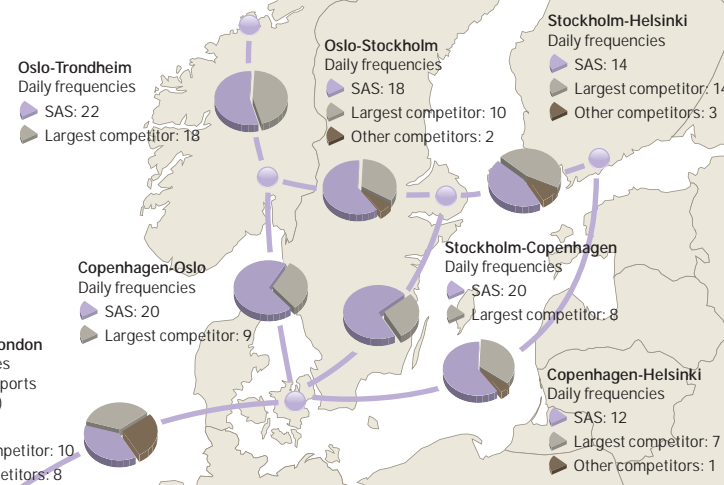 Stockholm-Helsinki
Daily frequencies
SAS: 14
Largest competitor: 14
Other competitors: 3
Oslo-Stockholm
Daily frequencies
SAS: 18
Largest competitor: 10
Other competitors: 2
Oslo-Trondheim
Daily frequencies
SAS: 22
Largest competitor: 18
Stockholm-Copenhagen
Daily frequencies
SAS: 20
Largest competitor: 8
Copenhagen-Oslo
Daily frequencies
SAS: 20
Largest competitor: 9
ondon
es
ports
)
mpetitor: 10
etitors: 8
Copenhagen-Helsinki
Daily frequencies
SAS: 12
Largest competitor: 7
Other competitors: 1